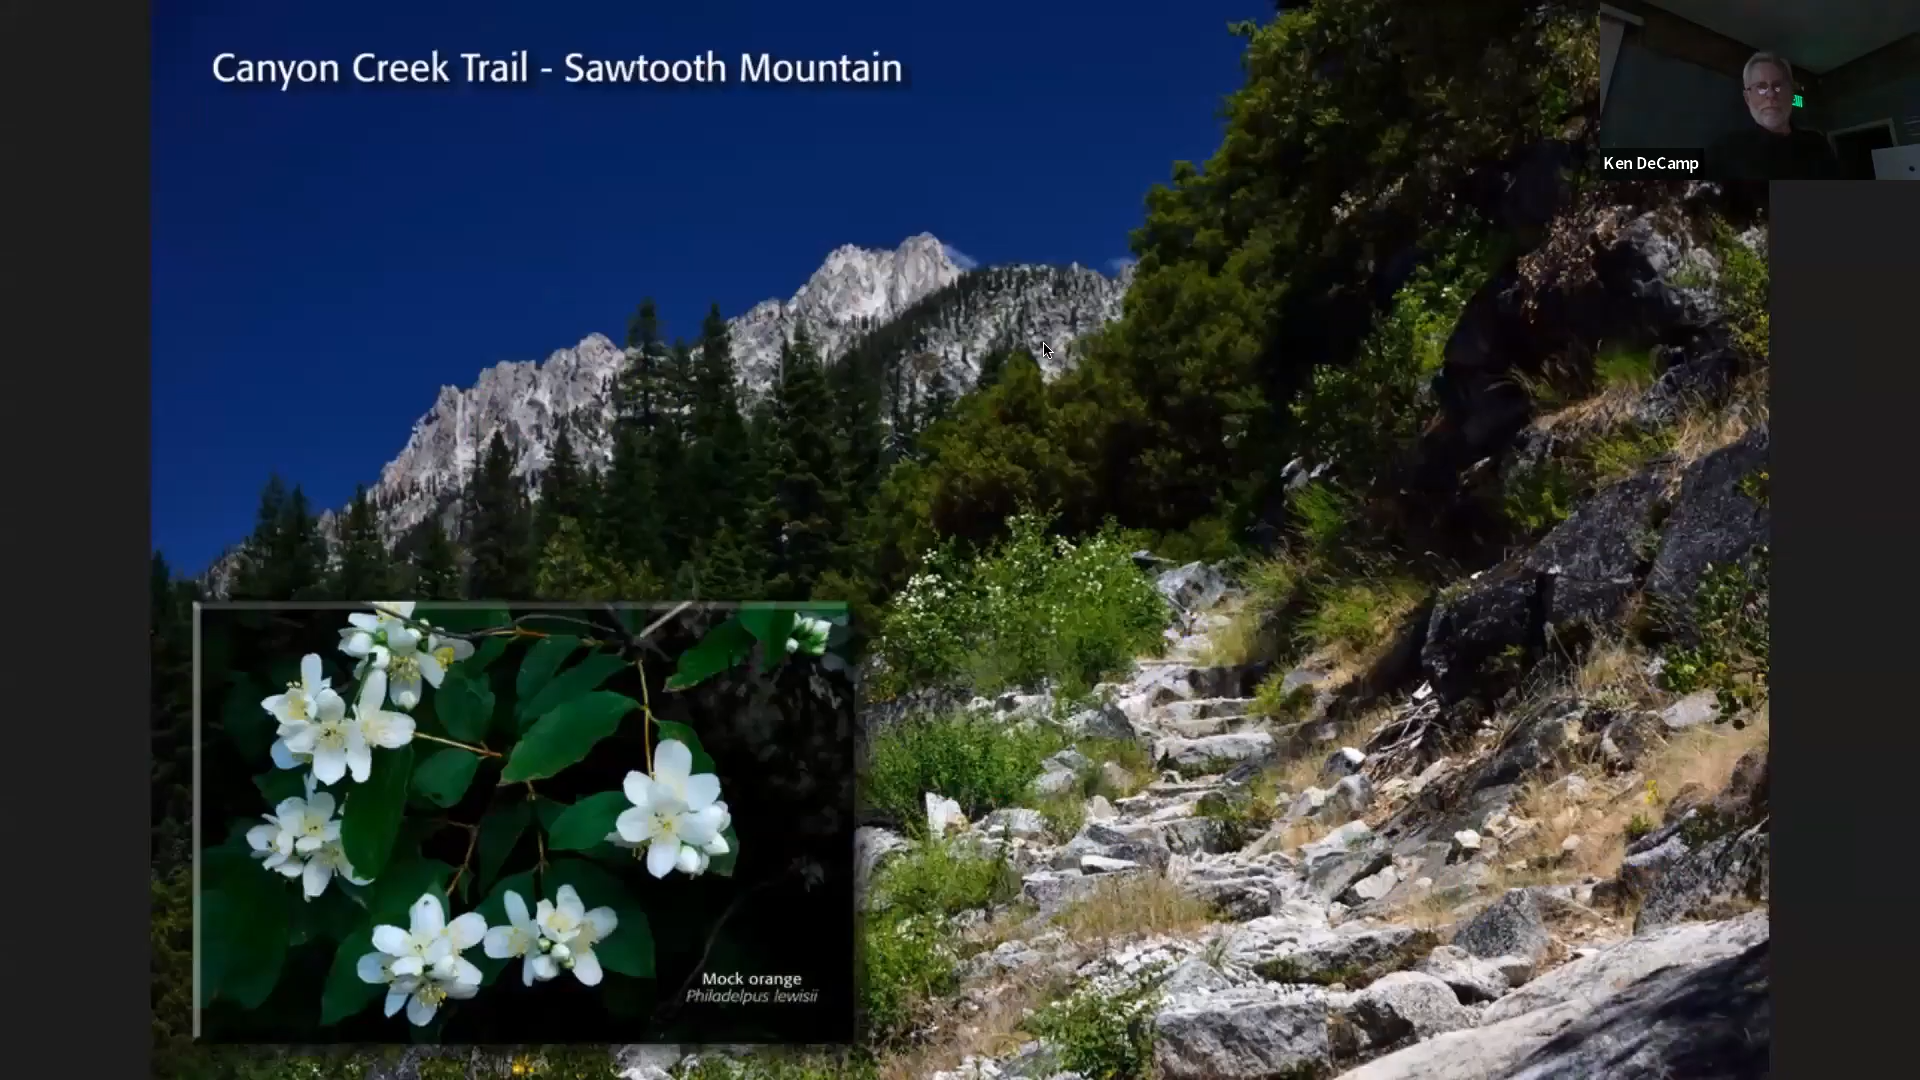 Canyon Creek Trail - Sawtooth Mountain
Ken DeCamp
Mock orange
Philadelpus lewisii